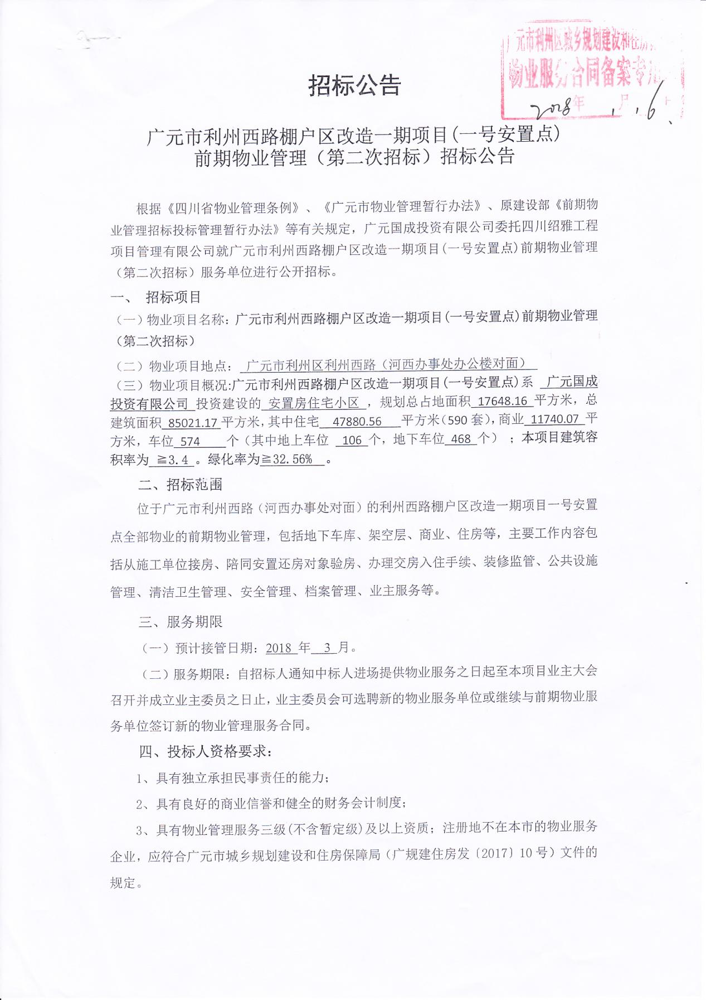 广元市利州区城乡规划建设和住房
物业服务合同备案专用
2018年 1月16
招标公告
广元市利州西路棚户区改造一期项目(一号安置点)
前期物业管理（第二次招标）招标公告
根据《四川省物业管理条例》、《广元市物业管理暂行办法》、原建设部《前期物
业管理招标投标管理暂行办法》等有关规定，广元国成投资有限公司委托四川绍雅工程
项目管理有限公司就广元市利州西路棚户区改造一期项目(一号安置点)前期物业管理
（第二次招标）服务单位进行公开招标。
一、 招标项目
（一）物业项目名称：广元市利州西路棚户区改造一期项目(一号安置点)前期物业管理
（第二次招标）
（二）物业项目地点： 广元市利州区利州西路（河西办事处办公楼对面）
（三）物业项目概况:广元市利州西路棚户区改造一期项目(一号安置点)系 广元国成
投资有限公司 投资建设的 安置房住宅小区 ，规划总占地面积 17648.16 平方米，总
建筑面积 85021.17 平方米，其中住宅 47880.56 平方米（590 套），商业 11740.07 平
方米，车位 574 个（其中地上车位 106 个，地下车位 468 个）；本项目建筑容
积率为 ≧3.4 。绿化率为≧32.56% 。
二、招标范围
位于广元市利州西路（河西办事处对面）的利州西路棚户区改造一期项目一号安置
点全部物业的前期物业管理，包括地下车库、架空层、商业、住房等，主要工作内容包
括从施工单位接房、陪同安置还房对象验房、办理交房入住手续、装修监管、公共设施
管理、清洁卫生管理、安全管理、档案管理、业主服务等。
三、服务期限
（一）预计接管日期：2018 年 3 月。
（二）服务期限：自招标人通知中标人进场提供物业服务之日起至本项目业主大会
召开并成立业主委员之日止，业主委员会可选聘新的物业服务单位或继续与前期物业服
务单位签订新的物业管理服务合同。
四、投标人资格要求：
1、具有独立承担民事责任的能力；
2、具有良好的商业信誉和健全的财务会计制度；
3、具有物业管理服务三级(不含暂定级)及以上资质；注册地不在本市的物业服务
企业，应符合广元市城乡规划建设和住房保障局（广规建住房发〔2017〕10 号）文件的
规定。